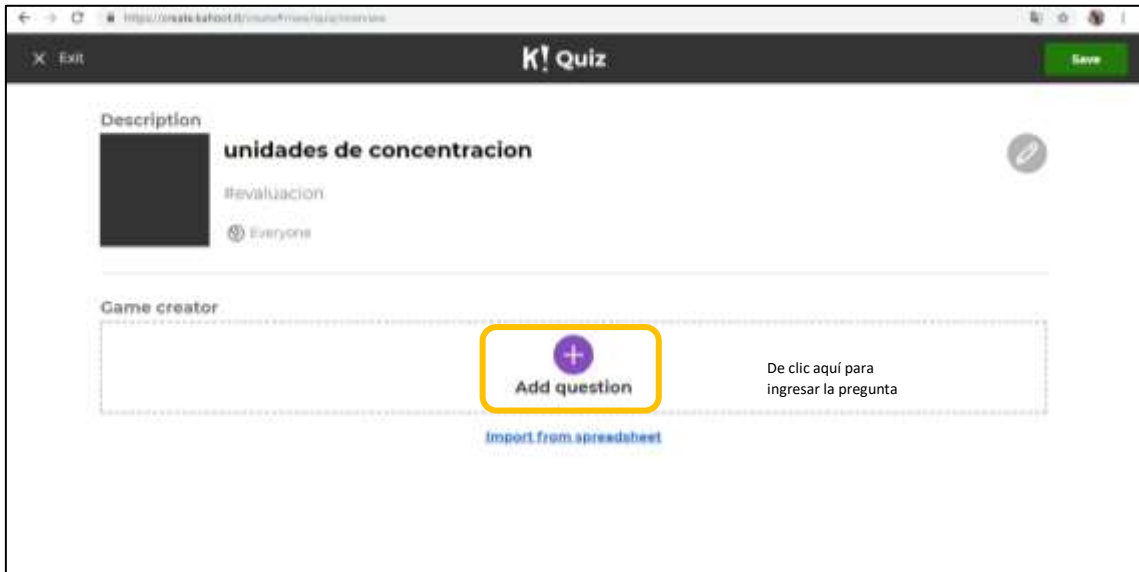 X Exit
K! Quiz
Save
Description
unidades de concentracion
#evaluacion
Everyone
Game creator
Add question
De clic aquí para
ingresar la pregunta
Import from spreadsheet